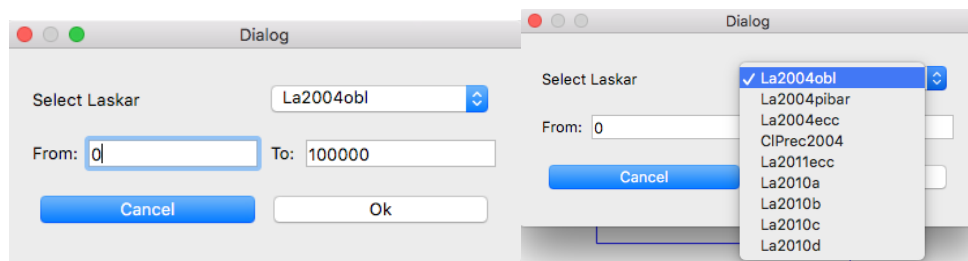 Dialog
Select Laskar La2004obl
From: 0 To: 100000
Cancel Ok
Dialog
Select Laskar ✓ La2004obl
La2004pibar
La2004ecc
From: 0
ClPrec2004
La2011ecc
Cancel
La2010a
La2010b
La2010c
La2010d